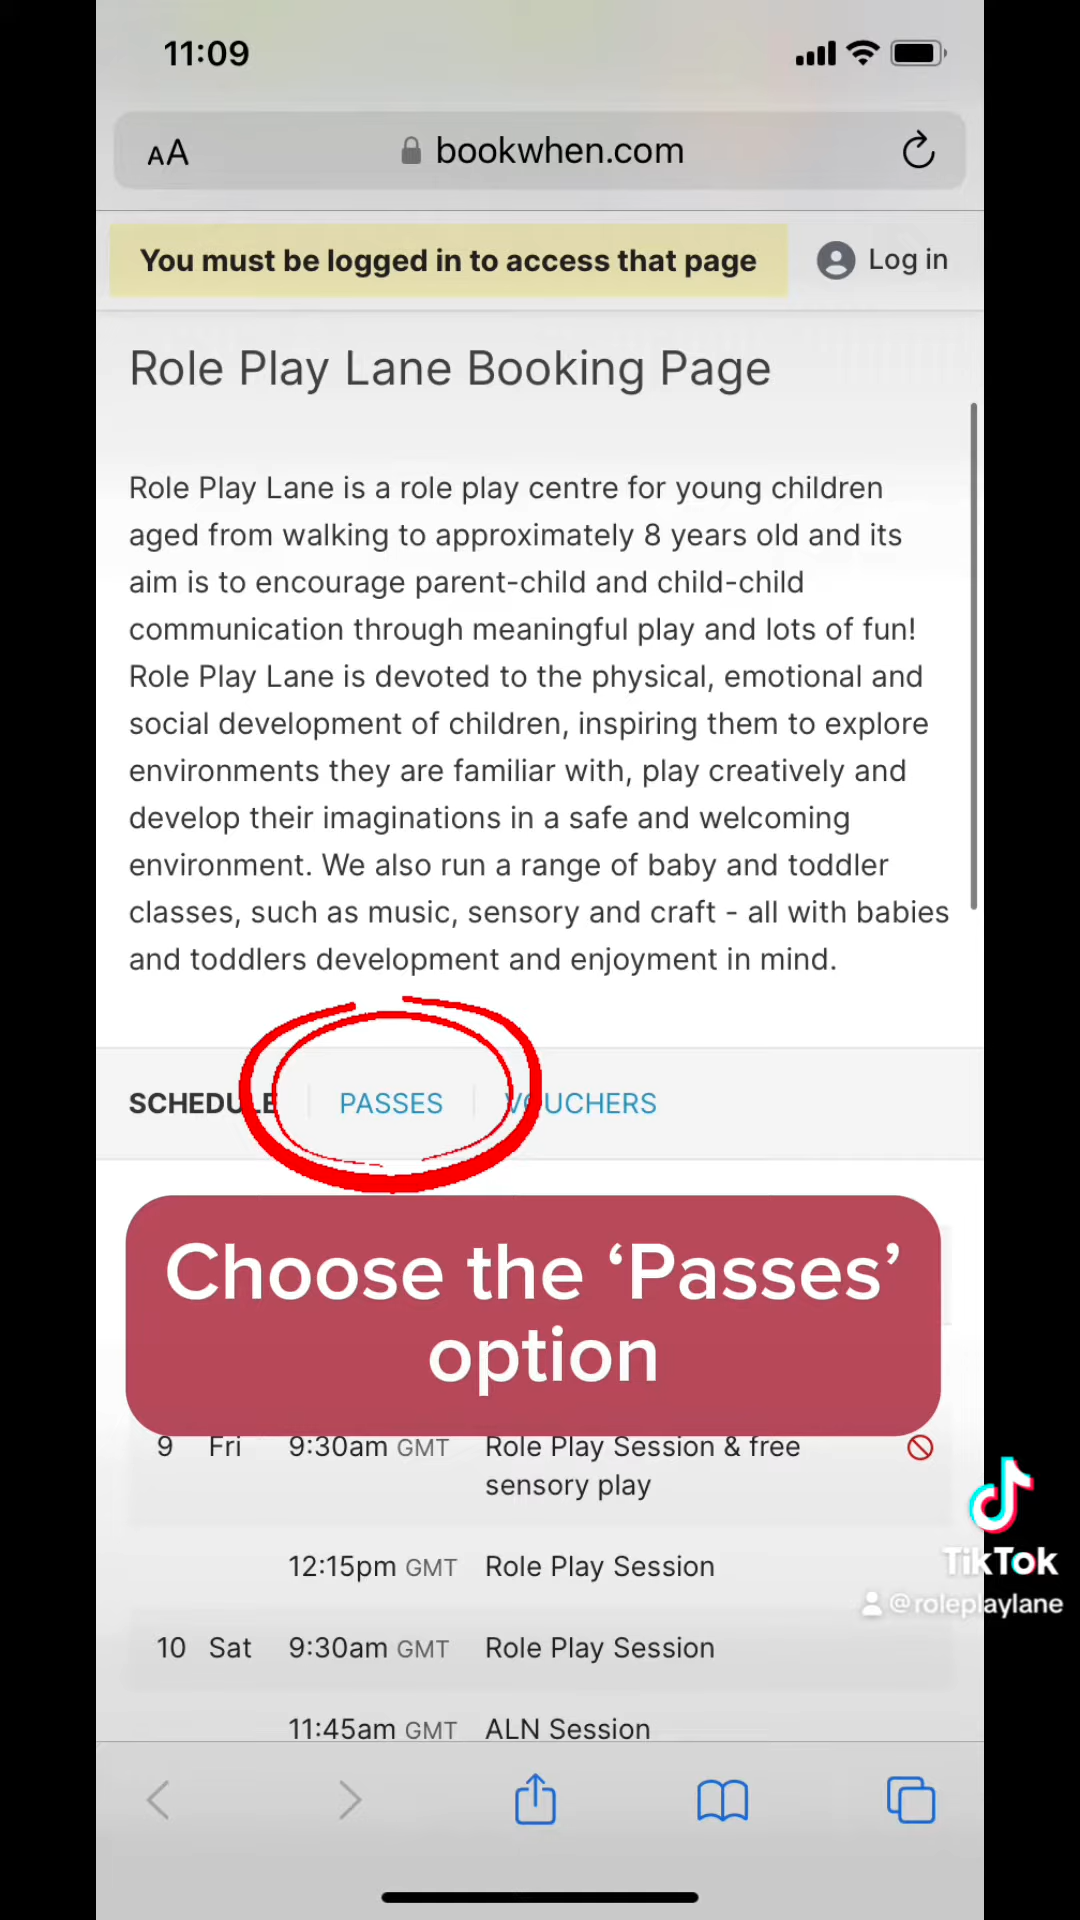 11:09
AA
bookwhen.com
You must be logged in to access that page
Log in
Role Play Lane Booking Page
Role Play Lane is a role play centre for young children
aged from walking to approximately 8 years old and its
aim is to encourage parent-child and child-child
communication through meaningful play and lots of fun!
Role Play Lane is devoted to the physical, emotional and
social development of children, inspiring them to explore
environments they are familiar with, play creatively and
develop their imaginations in a safe and welcoming
environment. We also run a range of baby and toddler
classes, such as music, sensory and craft - all with babies
and toddlers development and enjoyment in mind.
SCHEDULE PASSES VOUCHERS
Choose the ‘Passes’
option
9 Fri 9:30am GMT Role Play Session & free
sensory play
12:15pm GMT Role Play Session
10 Sat 9:30am GMT Role Play Session
11:45am GMT ALN Session
TikTok
@roleplaylane